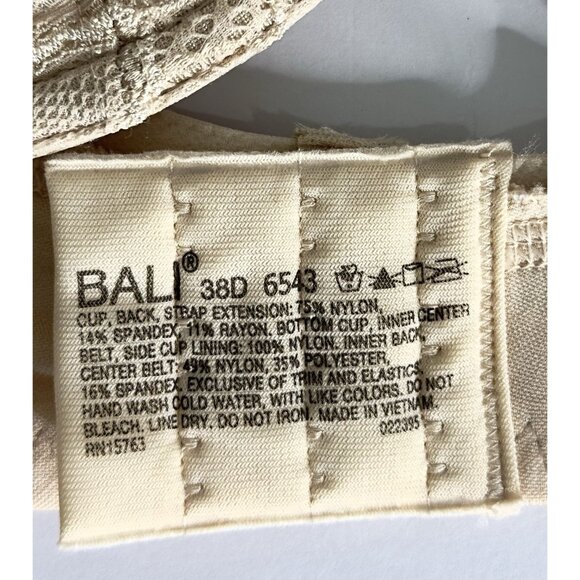 BALI® 38D 6543
CUP, BACK, STRAP EXTENSION: 75% NYLON,
14% SPANDEX, 11% RAYON. BOTTOM CUP, INNER CENTER
BELT, SIDE CUP LINING: 100% NYLON. INNER BACK,
CENTER BELT: 49% NYLON, 35% POLYESTER,
16% SPANDEX. EXCLUSIVE OF TRIM AND ELASTICS.
HAND WASH COLD WATER, WITH LIKE COLORS. DO NOT
BLEACH. LINE DRY. DO NOT IRON. MADE IN VIETNAM.
RN15763 022395